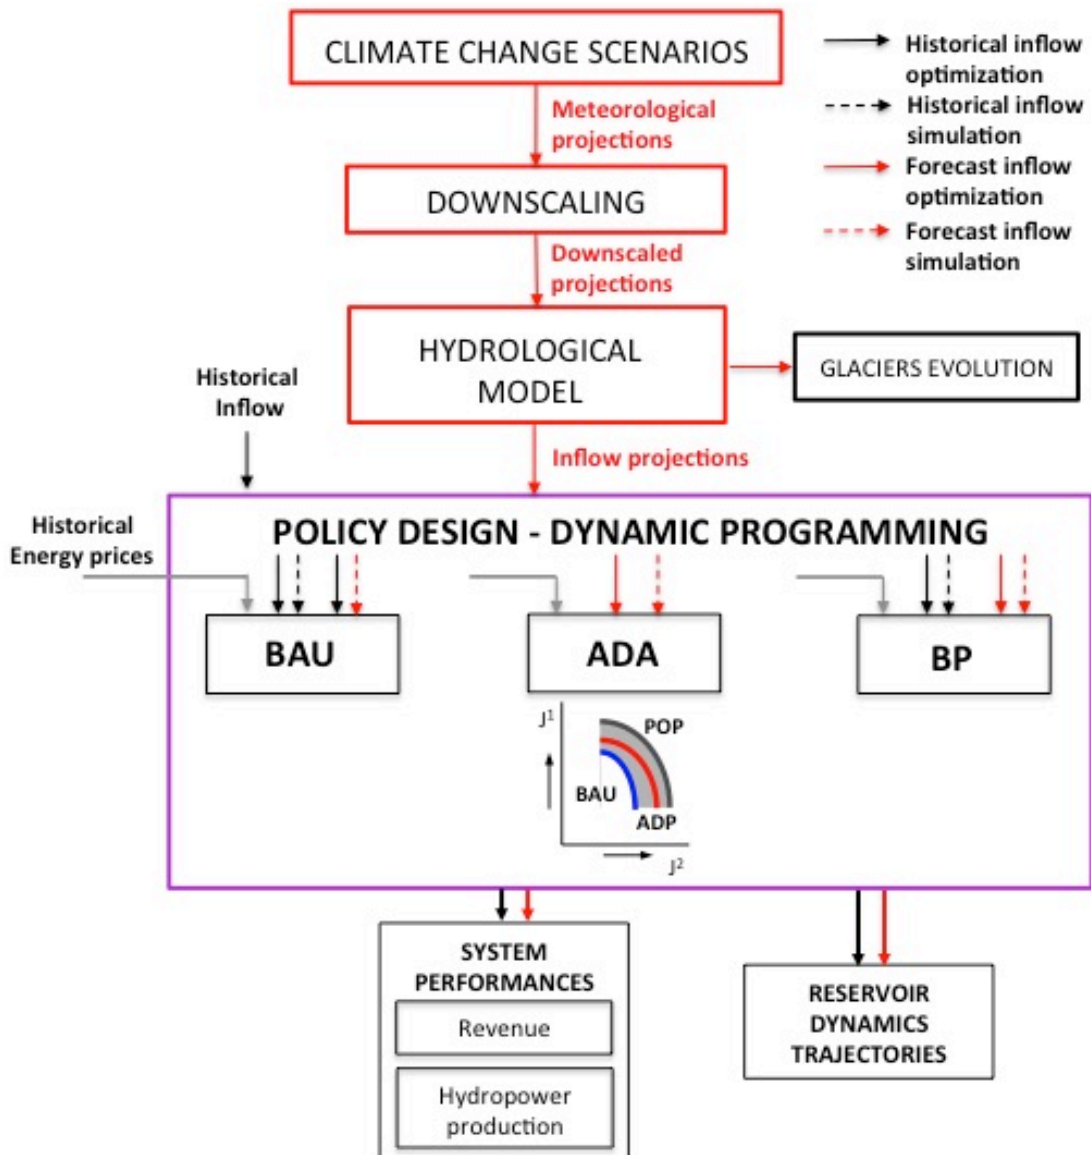 CLIMATE CHANGE SCENARIOS
Historical inflow
optimization
Historical inflow
simulation
Forecast inflow
optimization
Forecast inflow
simulation
Meteorological
projections
DOWNSCALING
Downscaled
projections
HYDROLOGICAL
MODEL
GLACIERS EVOLUTION
Historical
Inflow
Inflow projections
Historical
Energy prices
POLICY DESIGN - DYNAMIC PROGRAMMING
BAU
ADA
BP
J¹
POP
BAU
ADP
J²
SYSTEM
PERFORMANCES
Revenue
Hydropower
production
RESERVOIR
DYNAMICS
TRAJECTORIES